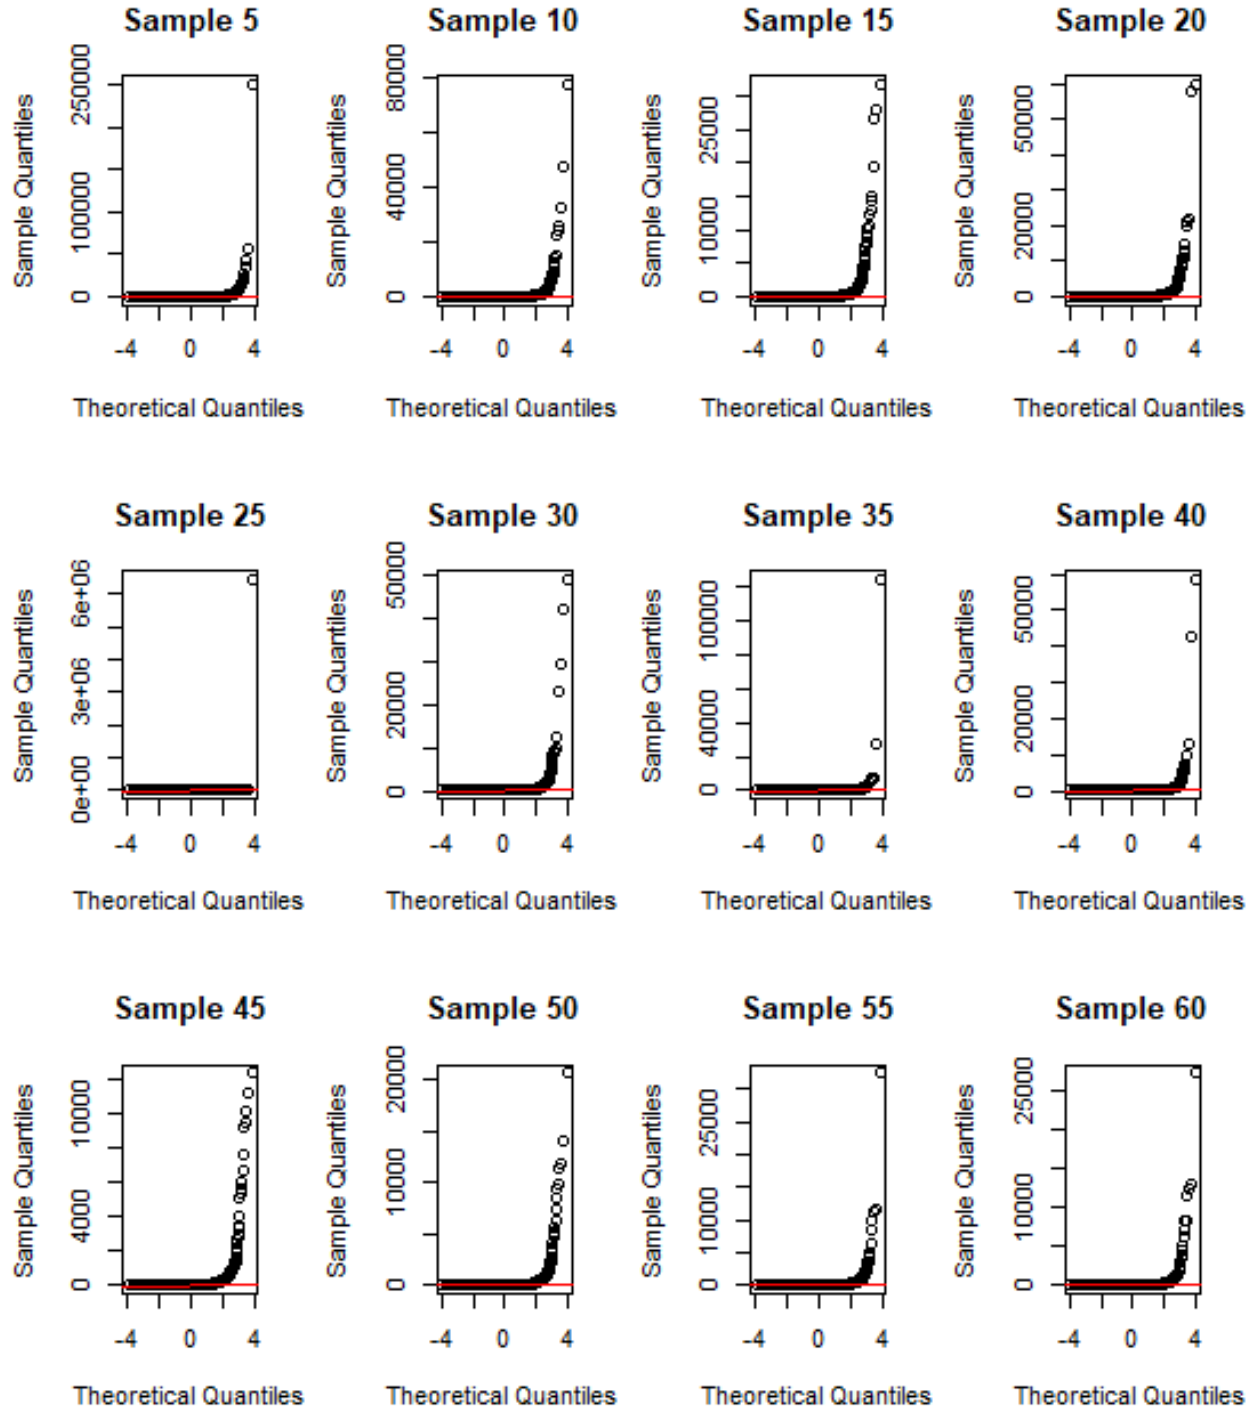 Sample 5
Sample Quantiles
0 100000 250000
-4 0 4
Theoretical Quantiles
Sample 10
Sample Quantiles
0 40000 80000
-4 0 4
Theoretical Quantiles
Sample 15
Sample Quantiles
0 10000 25000
-4 0 4
Theoretical Quantiles
Sample 20
Sample Quantiles
0 20000 50000
-4 0 4
Theoretical Quantiles
Sample 25
Sample Quantiles
0e+00 3e+06 6e+06
-4 0 4
Theoretical Quantiles
Sample 30
Sample Quantiles
0 20000 50000
-4 0 4
Theoretical Quantiles
Sample 35
Sample Quantiles
0 40000 100000
-4 0 4
Theoretical Quantiles
Sample 40
Sample Quantiles
0 20000 50000
-4 0 4
Theoretical Quantiles
Sample 45
Sample Quantiles
0 4000 10000
-4 0 4
Theoretical Quantiles
Sample 50
Sample Quantiles
0 10000 20000
-4 0 4
Theoretical Quantiles
Sample 55
Sample Quantiles
0 10000 25000
-4 0 4
Theoretical Quantiles
Sample 60
Sample Quantiles
0 10000 25000
-4 0 4
Theoretical Quantiles